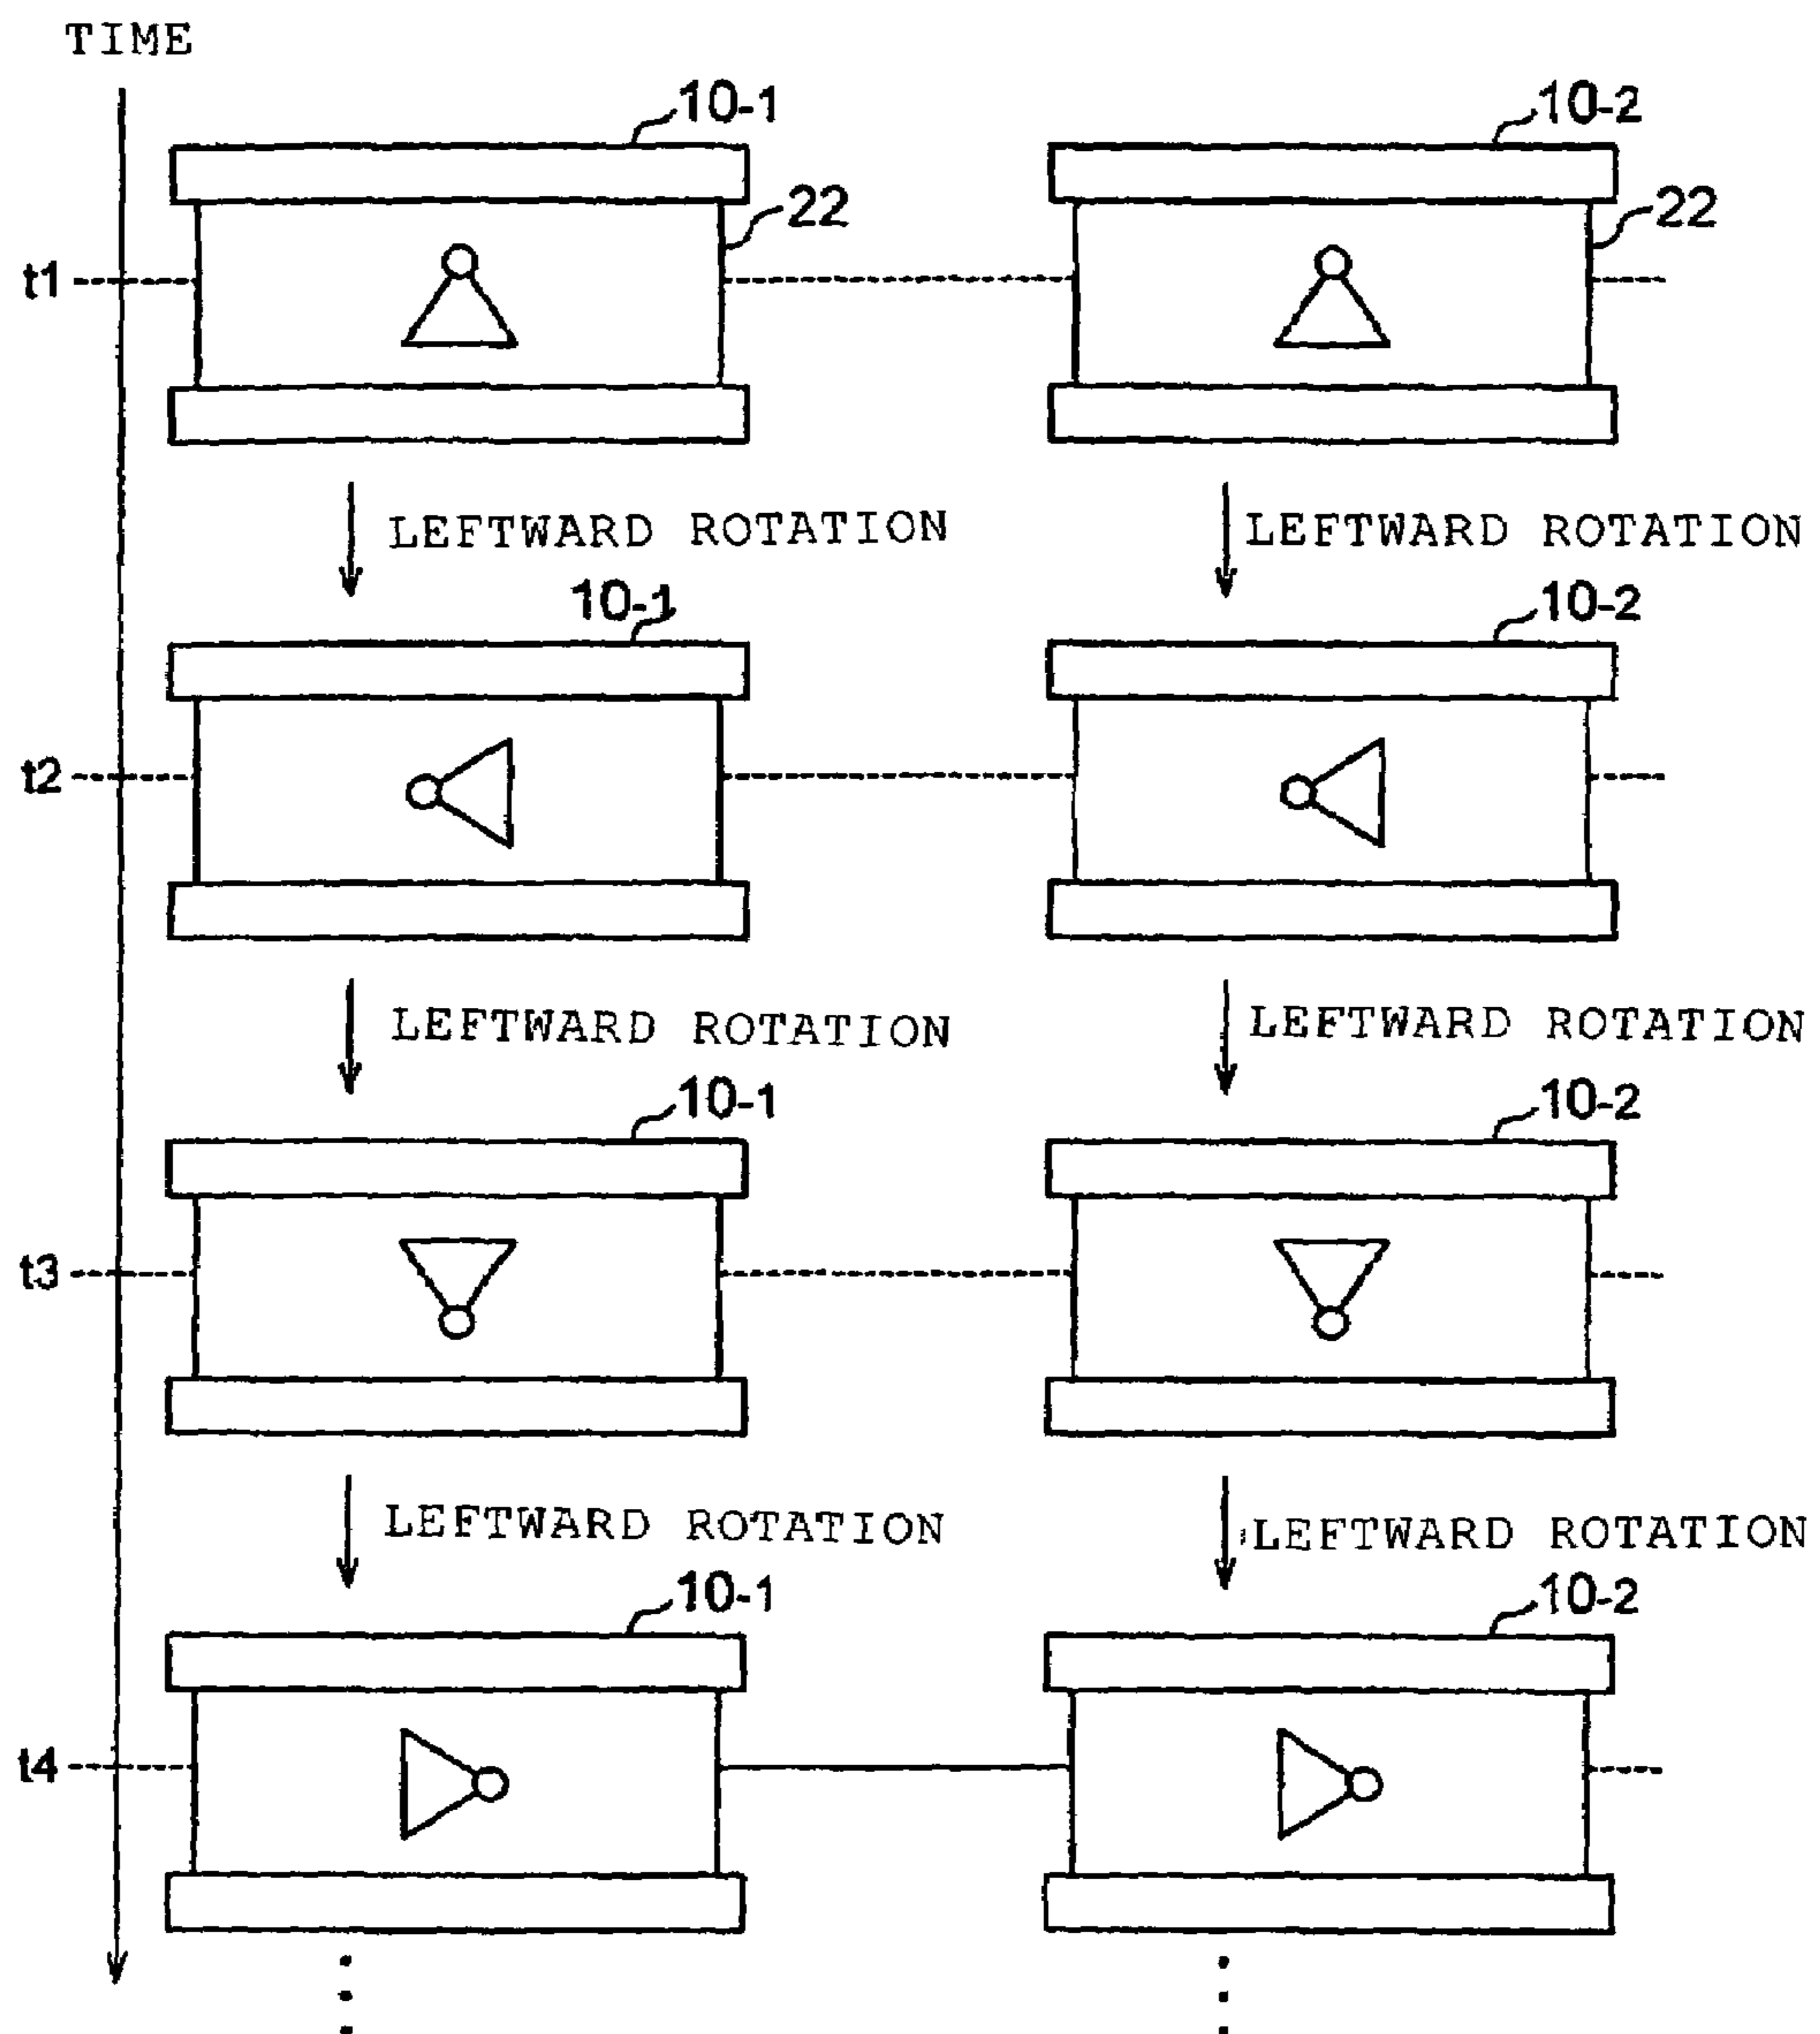 TIME
10-1 10-2
22 22
t1
LEFTWARD ROTATION LEFTWARD ROTATION
10-1 10-2
t2
LEFTWARD ROTATION LEFTWARD ROTATION
10-1 10-2
t3
LEFTWARD ROTATION LEFTWARD ROTATION
10-1 10-2
t4